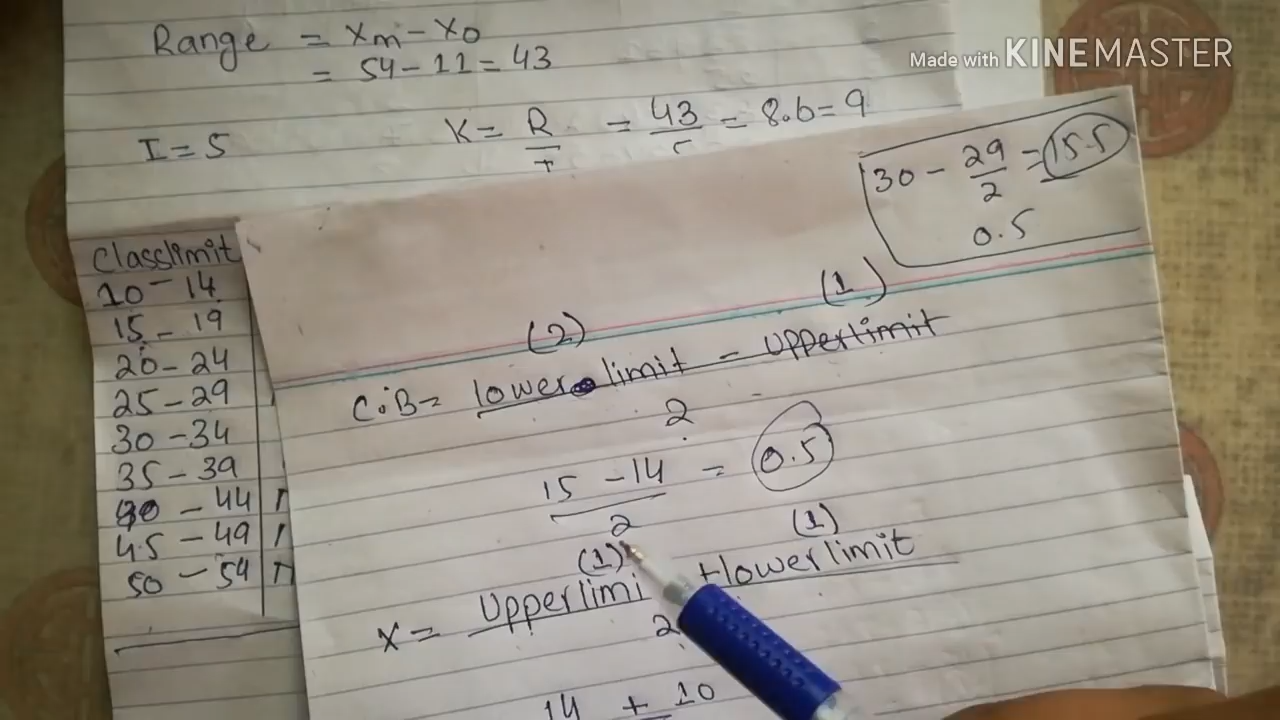 Made with KINEMASTER
Range = Xm - Xo
= 54 - 11 = 43
I = 5
K = R = 43 = 8.6 = 9
30 - 29/2 = 15.5
0.5
Classlimit
10 - 14
15 - 19
20 - 24
25 - 29
30 - 34
35 - 39
40 - 44
45 - 49
50 - 54
(2) (1)
C.B = lower limit - upperlimit
2
15 - 14 = 0.5
2
(1) (1)
X = Upperlimi + lowerlimit
2
14 + 10